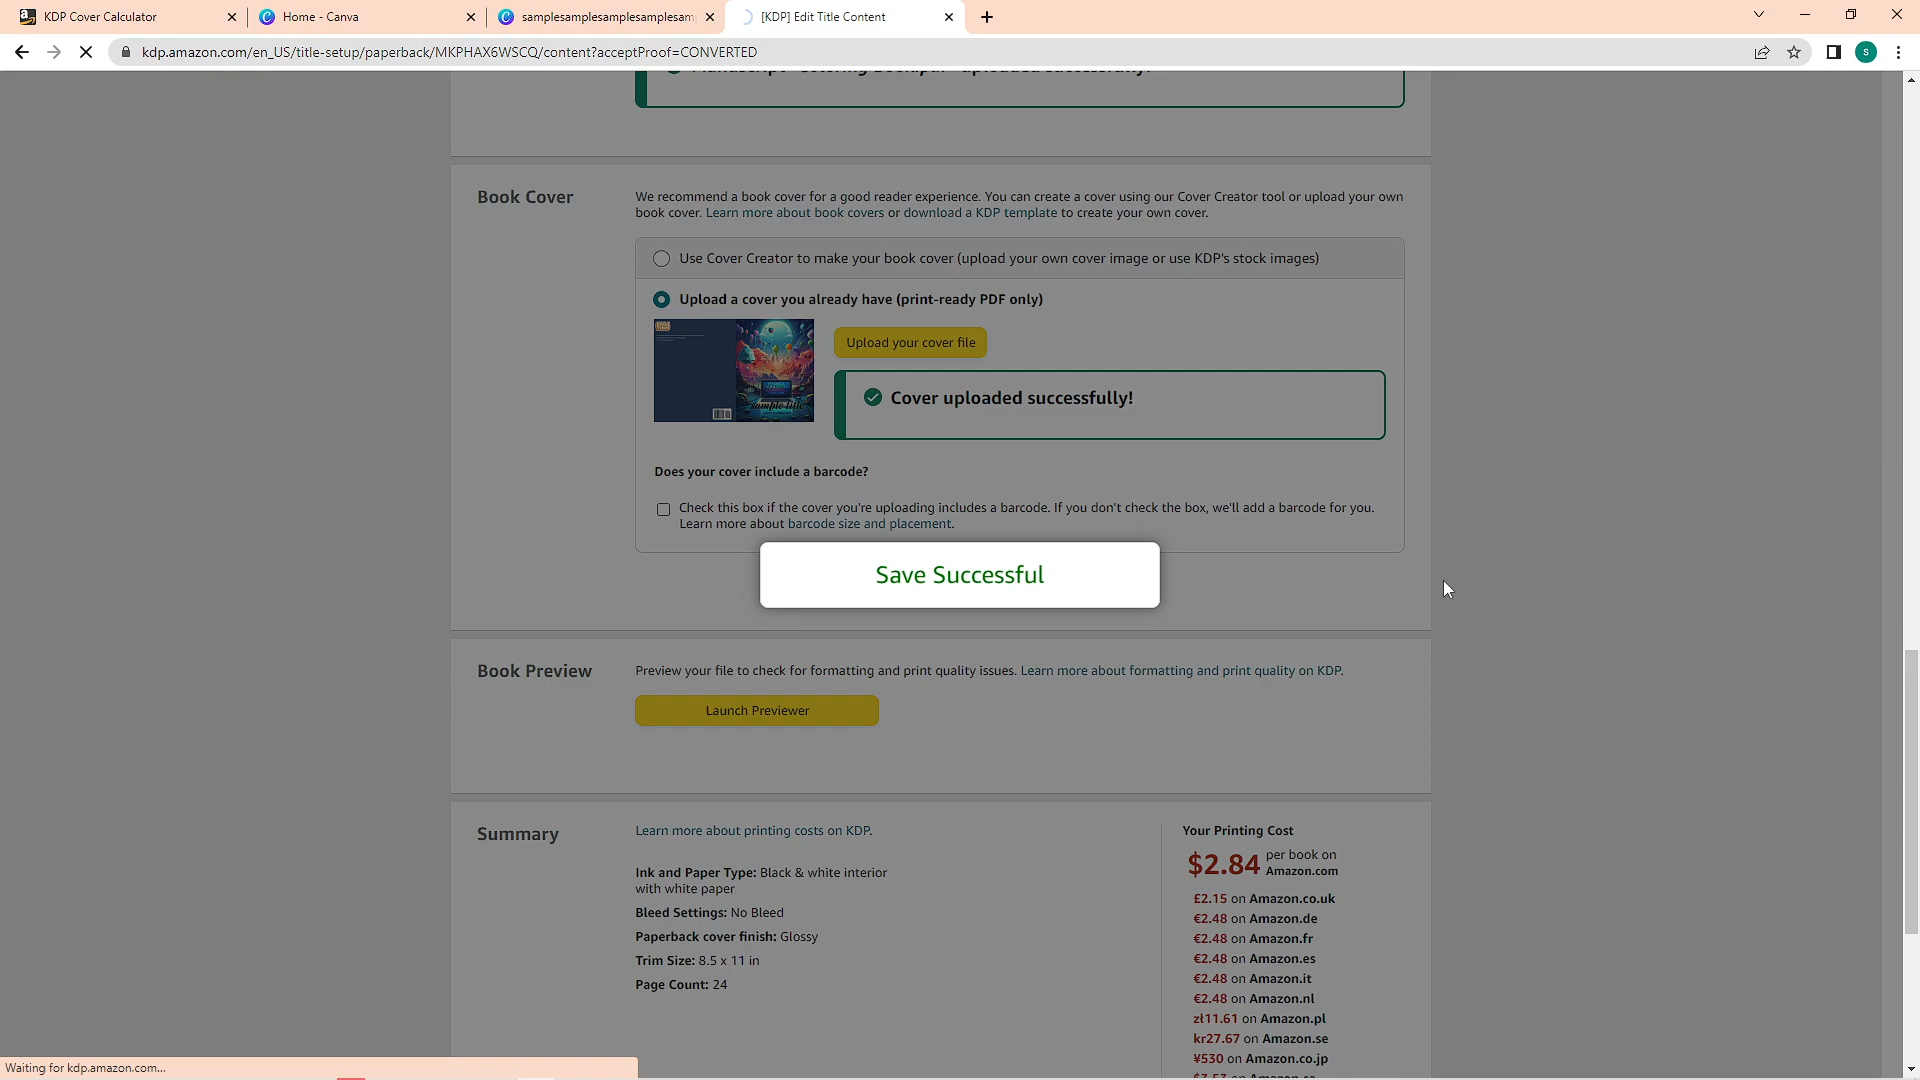 KDP Cover Calculator
Home - Canva
samplesamplesamplesamplesam
[KDP] Edit Title Content
kdp.amazon.com/en_US/title-setup/paperback/MKPHAX6WSCQ/content?acceptProof=CONVERTED
S
Book Cover
We recommend a book cover for a good reader experience. You can create a cover using our Cover Creator tool or upload your own
book cover. Learn more about book covers or download a KDP template to create your own cover.
Use Cover Creator to make your book cover (upload your own cover image or use KDP's stock images)
Upload a cover you already have (print-ready PDF only)
Upload your cover file
sample title
Cover uploaded successfully!
Does your cover include a barcode?
Check this box if the cover you're uploading includes a barcode. If you don't check the box, we'll add a barcode for you.
Learn more about barcode size and placement.
Save Successful
Book Preview
Preview your file to check for formatting and print quality issues. Learn more about formatting and print quality on KDP.
Launch Previewer
Summary
Learn more about printing costs on KDP.
Ink and Paper Type: Black & white interior
with white paper
Bleed Settings: No Bleed
Paperback cover finish: Glossy
Trim Size: 8.5 x 11 in
Page Count: 24
Your Printing Cost
$2.84 per book on
Amazon.com
£2.15 on Amazon.co.uk
€2.48 on Amazon.de
€2.48 on Amazon.fr
€2.48 on Amazon.es
€2.48 on Amazon.it
€2.48 on Amazon.nl
zł11.61 on Amazon.pl
kr27.67 on Amazon.se
¥530 on Amazon.co.jp
Waiting for kdp.amazon.com...